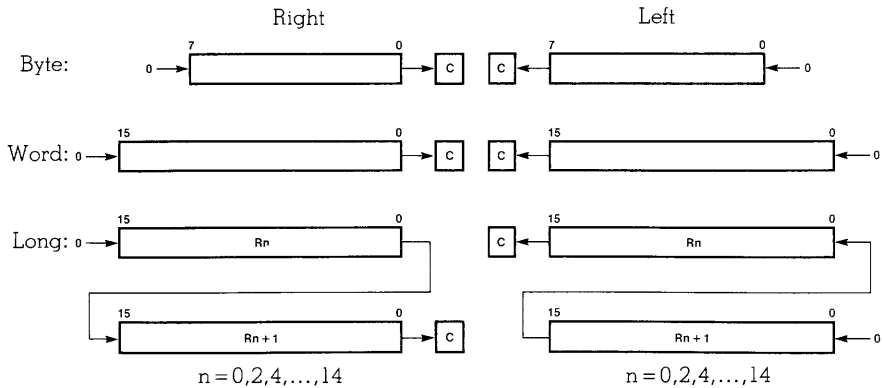 Right Left
7 0 7 0
Byte: 0 C C 0
15 0 15 0
Word: 0 C C 0
15 0 15 0
Long: 0 Rn C Rn
15 0 15 0
Rn + 1 C Rn + 1 0
n = 0,2,4,...,14 n = 0,2,4,...,14